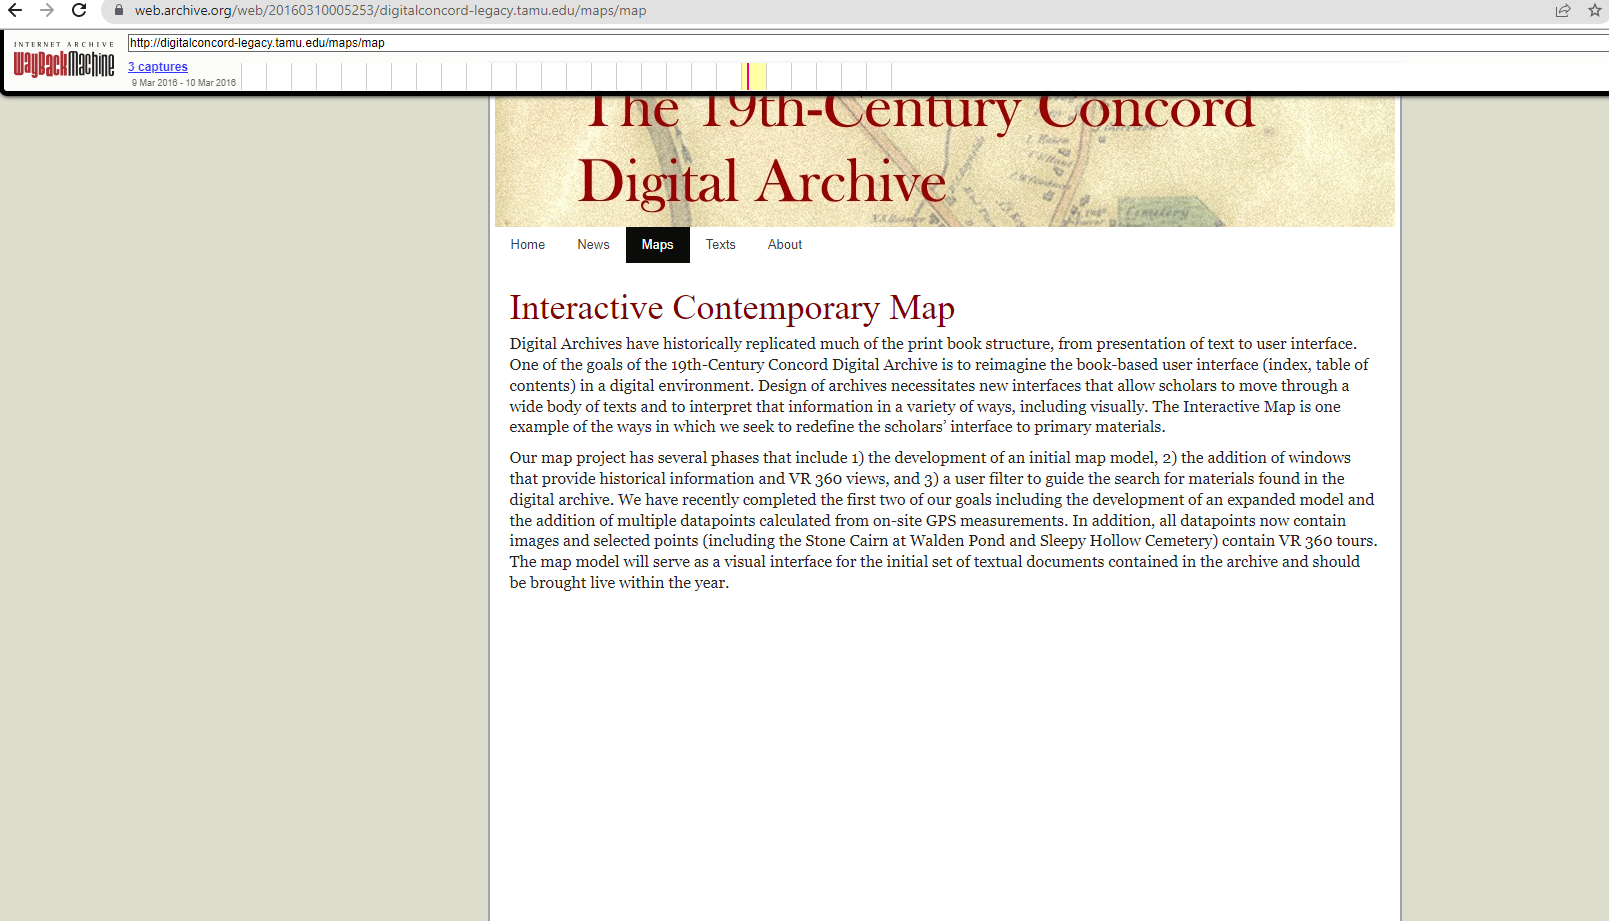 web.archive.org/web/20160310005253/digitalconcord-legacy.tamu.edu/maps/map
INTERNET ARCHIVE
WayBackMachine
http://digitalconcord-legacy.tamu.edu/maps/map
3 captures
9 Mar 2016 - 10 Mar 2016
The 19th-Century Concord
Digital Archive
Cemetery
Home News Maps Texts About
Interactive Contemporary Map
Digital Archives have historically replicated much of the print book structure, from presentation of text to user interface.
One of the goals of the 19th-Century Concord Digital Archive is to reimagine the book-based user interface (index, table of
contents) in a digital environment. Design of archives necessitates new interfaces that allow scholars to move through a
wide body of texts and to interpret that information in a variety of ways, including visually. The Interactive Map is one
example of the ways in which we seek to redefine the scholars’ interface to primary materials.
Our map project has several phases that include 1) the development of an initial map model, 2) the addition of windows
that provide historical information and VR 360 views, and 3) a user filter to guide the search for materials found in the
digital archive. We have recently completed the first two of our goals including the development of an expanded model and
the addition of multiple datapoints calculated from on-site GPS measurements. In addition, all datapoints now contain
images and selected points (including the Stone Cairn at Walden Pond and Sleepy Hollow Cemetery) contain VR 360 tours.
The map model will serve as a visual interface for the initial set of textual documents contained in the archive and should
be brought live within the year.